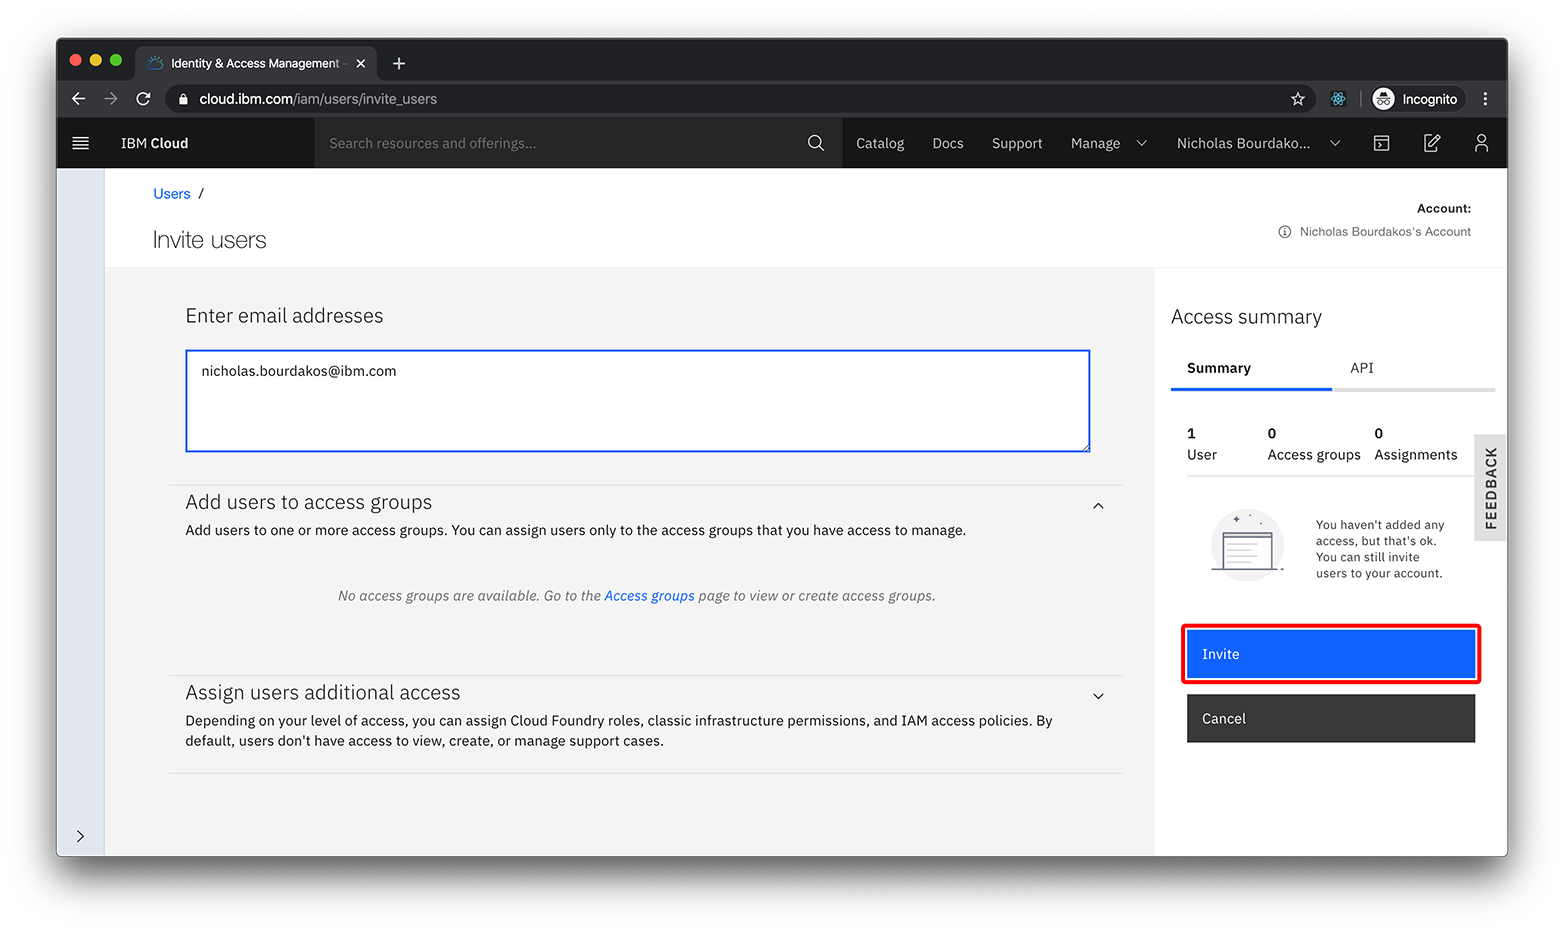 Identity & Access Management -
cloud.ibm.com/iam/users/invite_users
Incognito
IBM Cloud
Search resources and offerings...
Catalog
Docs
Support
Manage
Nicholas Bourdako...
Users /
Invite users
Account:
Nicholas Bourdakos's Account
Enter email addresses
nicholas.bourdakos@ibm.com
Add users to access groups
Add users to one or more access groups. You can assign users only to the access groups that you have access to manage.
No access groups are available. Go to the Access groups page to view or create access groups.
Assign users additional access
Depending on your level of access, you can assign Cloud Foundry roles, classic infrastructure permissions, and IAM access policies. By
default, users don't have access to view, create, or manage support cases.
Access summary
Summary
API
1
User
0
Access groups
0
Assignments
You haven't added any
access, but that's ok.
You can still invite
users to your account.
Invite
Cancel
FEEDBACK